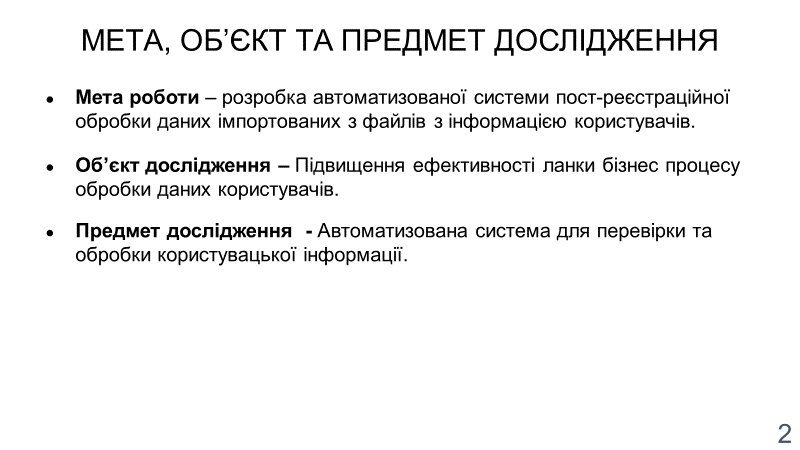 МЕТА, ОБ’ЄКТ ТА ПРЕДМЕТ ДОСЛІДЖЕННЯ
● Мета роботи – розробка автоматизованої системи пост-реєстраційної
обробки даних імпортованих з файлів з інформацією користувачів.
● Об’єкт дослідження – Підвищення ефективності ланки бізнес процесу
обробки даних користувачів.
● Предмет дослідження - Автоматизована система для перевірки та
обробки користувацької інформації.
2